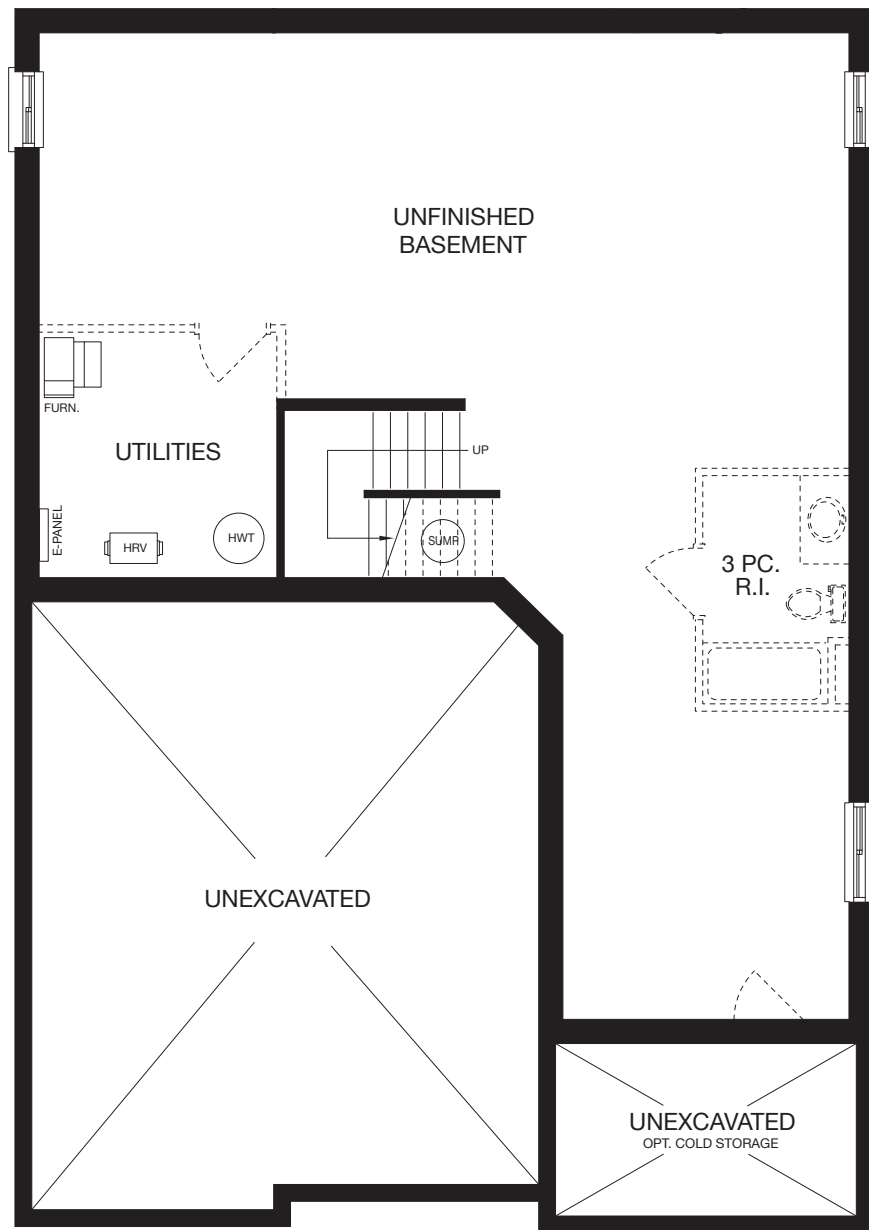 UNFINISHED
BASEMENT
FURN.
UTILITIES
UP
E-PANEL
HRV
HWT
SUMP
3 PC.
R.I.
UNEXCAVATED
UNEXCAVATED
OPT. COLD STORAGE